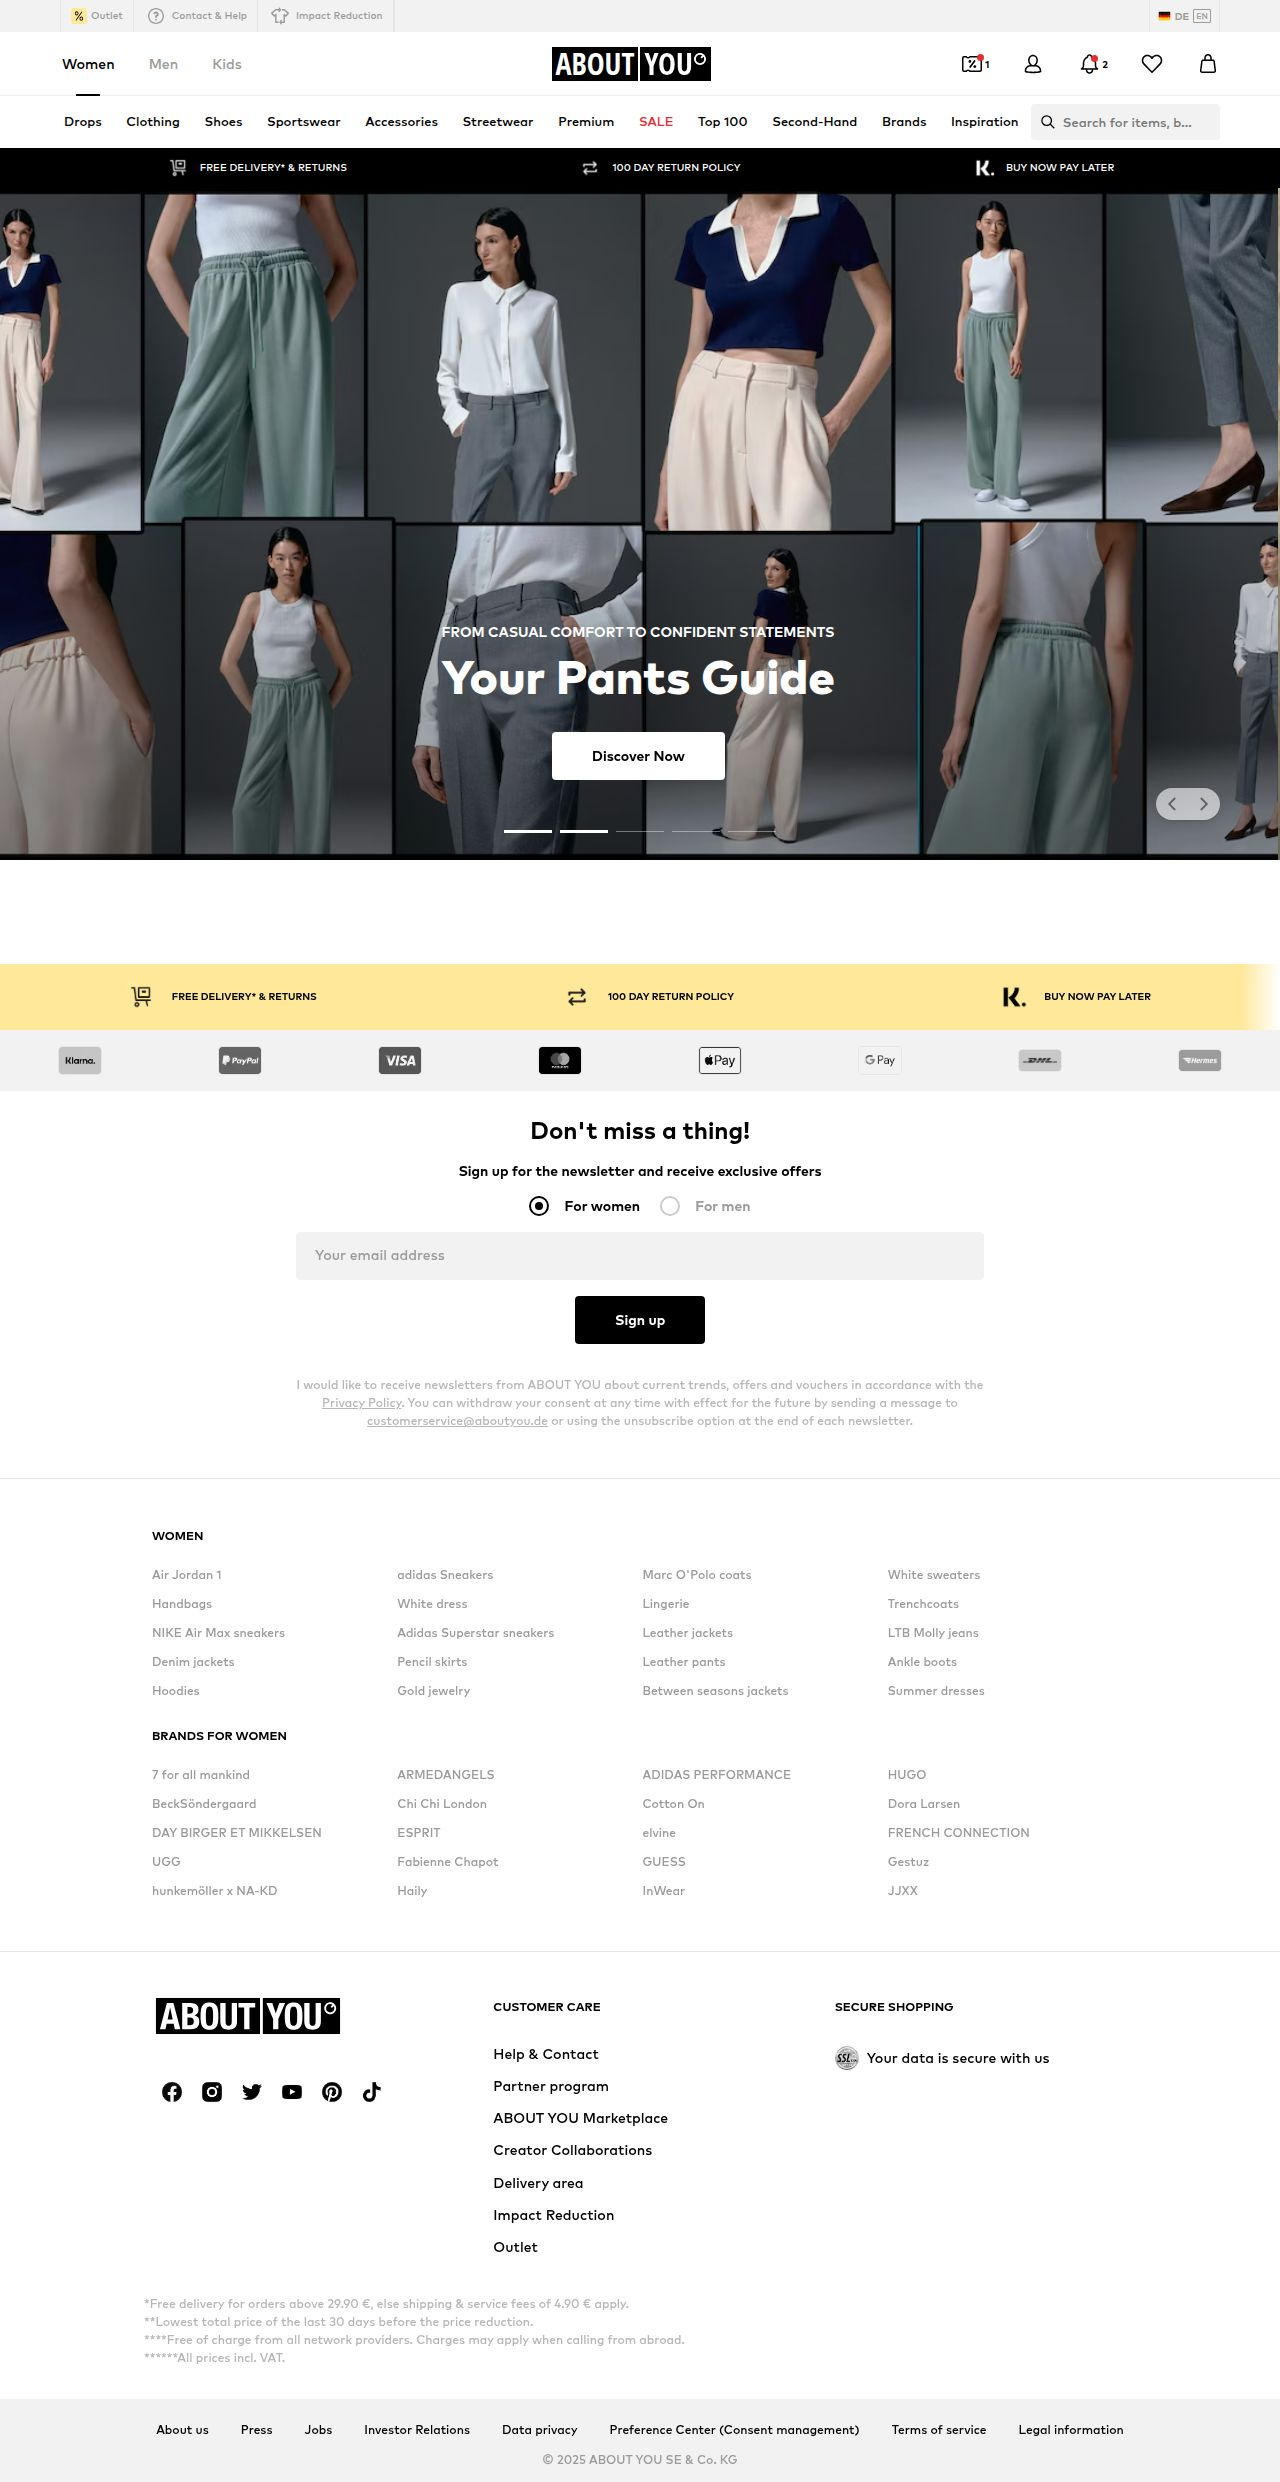 Outlet
Contact & Help
Impact Reduction
DE EN
Women
Men
Kids
ABOUT YOU
1
2
Drops
Clothing
Shoes
Sportswear
Accessories
Streetwear
Premium
SALE
Top 100
Second-Hand
Brands
Inspiration
Search for items, b...
FREE DELIVERY* & RETURNS
100 DAY RETURN POLICY
K. BUY NOW PAY LATER
FROM CASUAL COMFORT TO CONFIDENT STATEMENTS
Your Pants Guide
Discover Now
FREE DELIVERY* & RETURNS
100 DAY RETURN POLICY
K. BUY NOW PAY LATER
Klarna.
PayPal
VISA
Pay
G Pay
DHL
Hermes
Don't miss a thing!
Sign up for the newsletter and receive exclusive offers
For women
For men
Your email address
Sign up
I would like to receive newsletters from ABOUT YOU about current trends, offers and vouchers in accordance with the
Privacy Policy. You can withdraw your consent at any time with effect for the future by sending a message to
customerservice@aboutyou.de or using the unsubscribe option at the end of each newsletter.
WOMEN
Air Jordan 1
adidas Sneakers
Marc O'Polo coats
White sweaters
Handbags
White dress
Lingerie
Trenchcoats
NIKE Air Max sneakers
Adidas Superstar sneakers
Leather jackets
LTB Molly jeans
Denim jackets
Pencil skirts
Leather pants
Ankle boots
Hoodies
Gold jewelry
Between seasons jackets
Summer dresses
BRANDS FOR WOMEN
7 for all mankind
ARMEDANGELS
ADIDAS PERFORMANCE
HUGO
BeckSöndergaard
Chi Chi London
Cotton On
Dora Larsen
DAY BIRGER ET MIKKELSEN
ESPRIT
elvine
FRENCH CONNECTION
UGG
Fabienne Chapot
GUESS
Gestuz
hunkemöller x NA-KD
Haily
InWear
JJXX
ABOUT YOU
CUSTOMER CARE
Help & Contact
Partner program
ABOUT YOU Marketplace
Creator Collaborations
Delivery area
Impact Reduction
Outlet
SECURE SHOPPING
SSL
Your data is secure with us
*Free delivery for orders above 29.90 €, else shipping & service fees of 4.90 € apply.
**Lowest total price of the last 30 days before the price reduction.
****Free of charge from all network providers. Charges may apply when calling from abroad.
******All prices incl. VAT.
About us
Press
Jobs
Investor Relations
Data privacy
Preference Center (Consent management)
Terms of service
Legal information
© 2025 ABOUT YOU SE & Co. KG